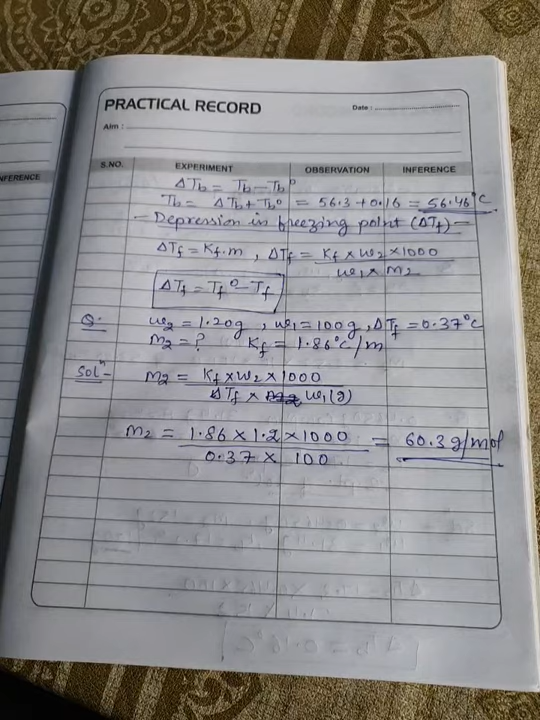 PRACTICAL RECORD
Date :
Aim :
S.NO. EXPERIMENT OBSERVATION INFERENCE
NFERENCE
ΔTb = Tb - Tb°
Tb = ΔTb + Tb° = 56.3 + 0.16 = 56.46°C
- Depression in freezing point (ΔTf) -
ΔTf = Kf.m , ΔTf = Kf × w2 × 1000
w1 × M2
ΔTf = Tf° - Tf
Q: w2 = 1.20g , w1 = 100g , ΔTf = 0.37°C
M2 = ? Kf = 1.86°C/m
Solⁿ- M2 = Kf × w2 × 1000
ΔTf × w1(g)
M2 = 1.86 × 1.2 × 1000 = 60.3 g/mol
0.37 × 100